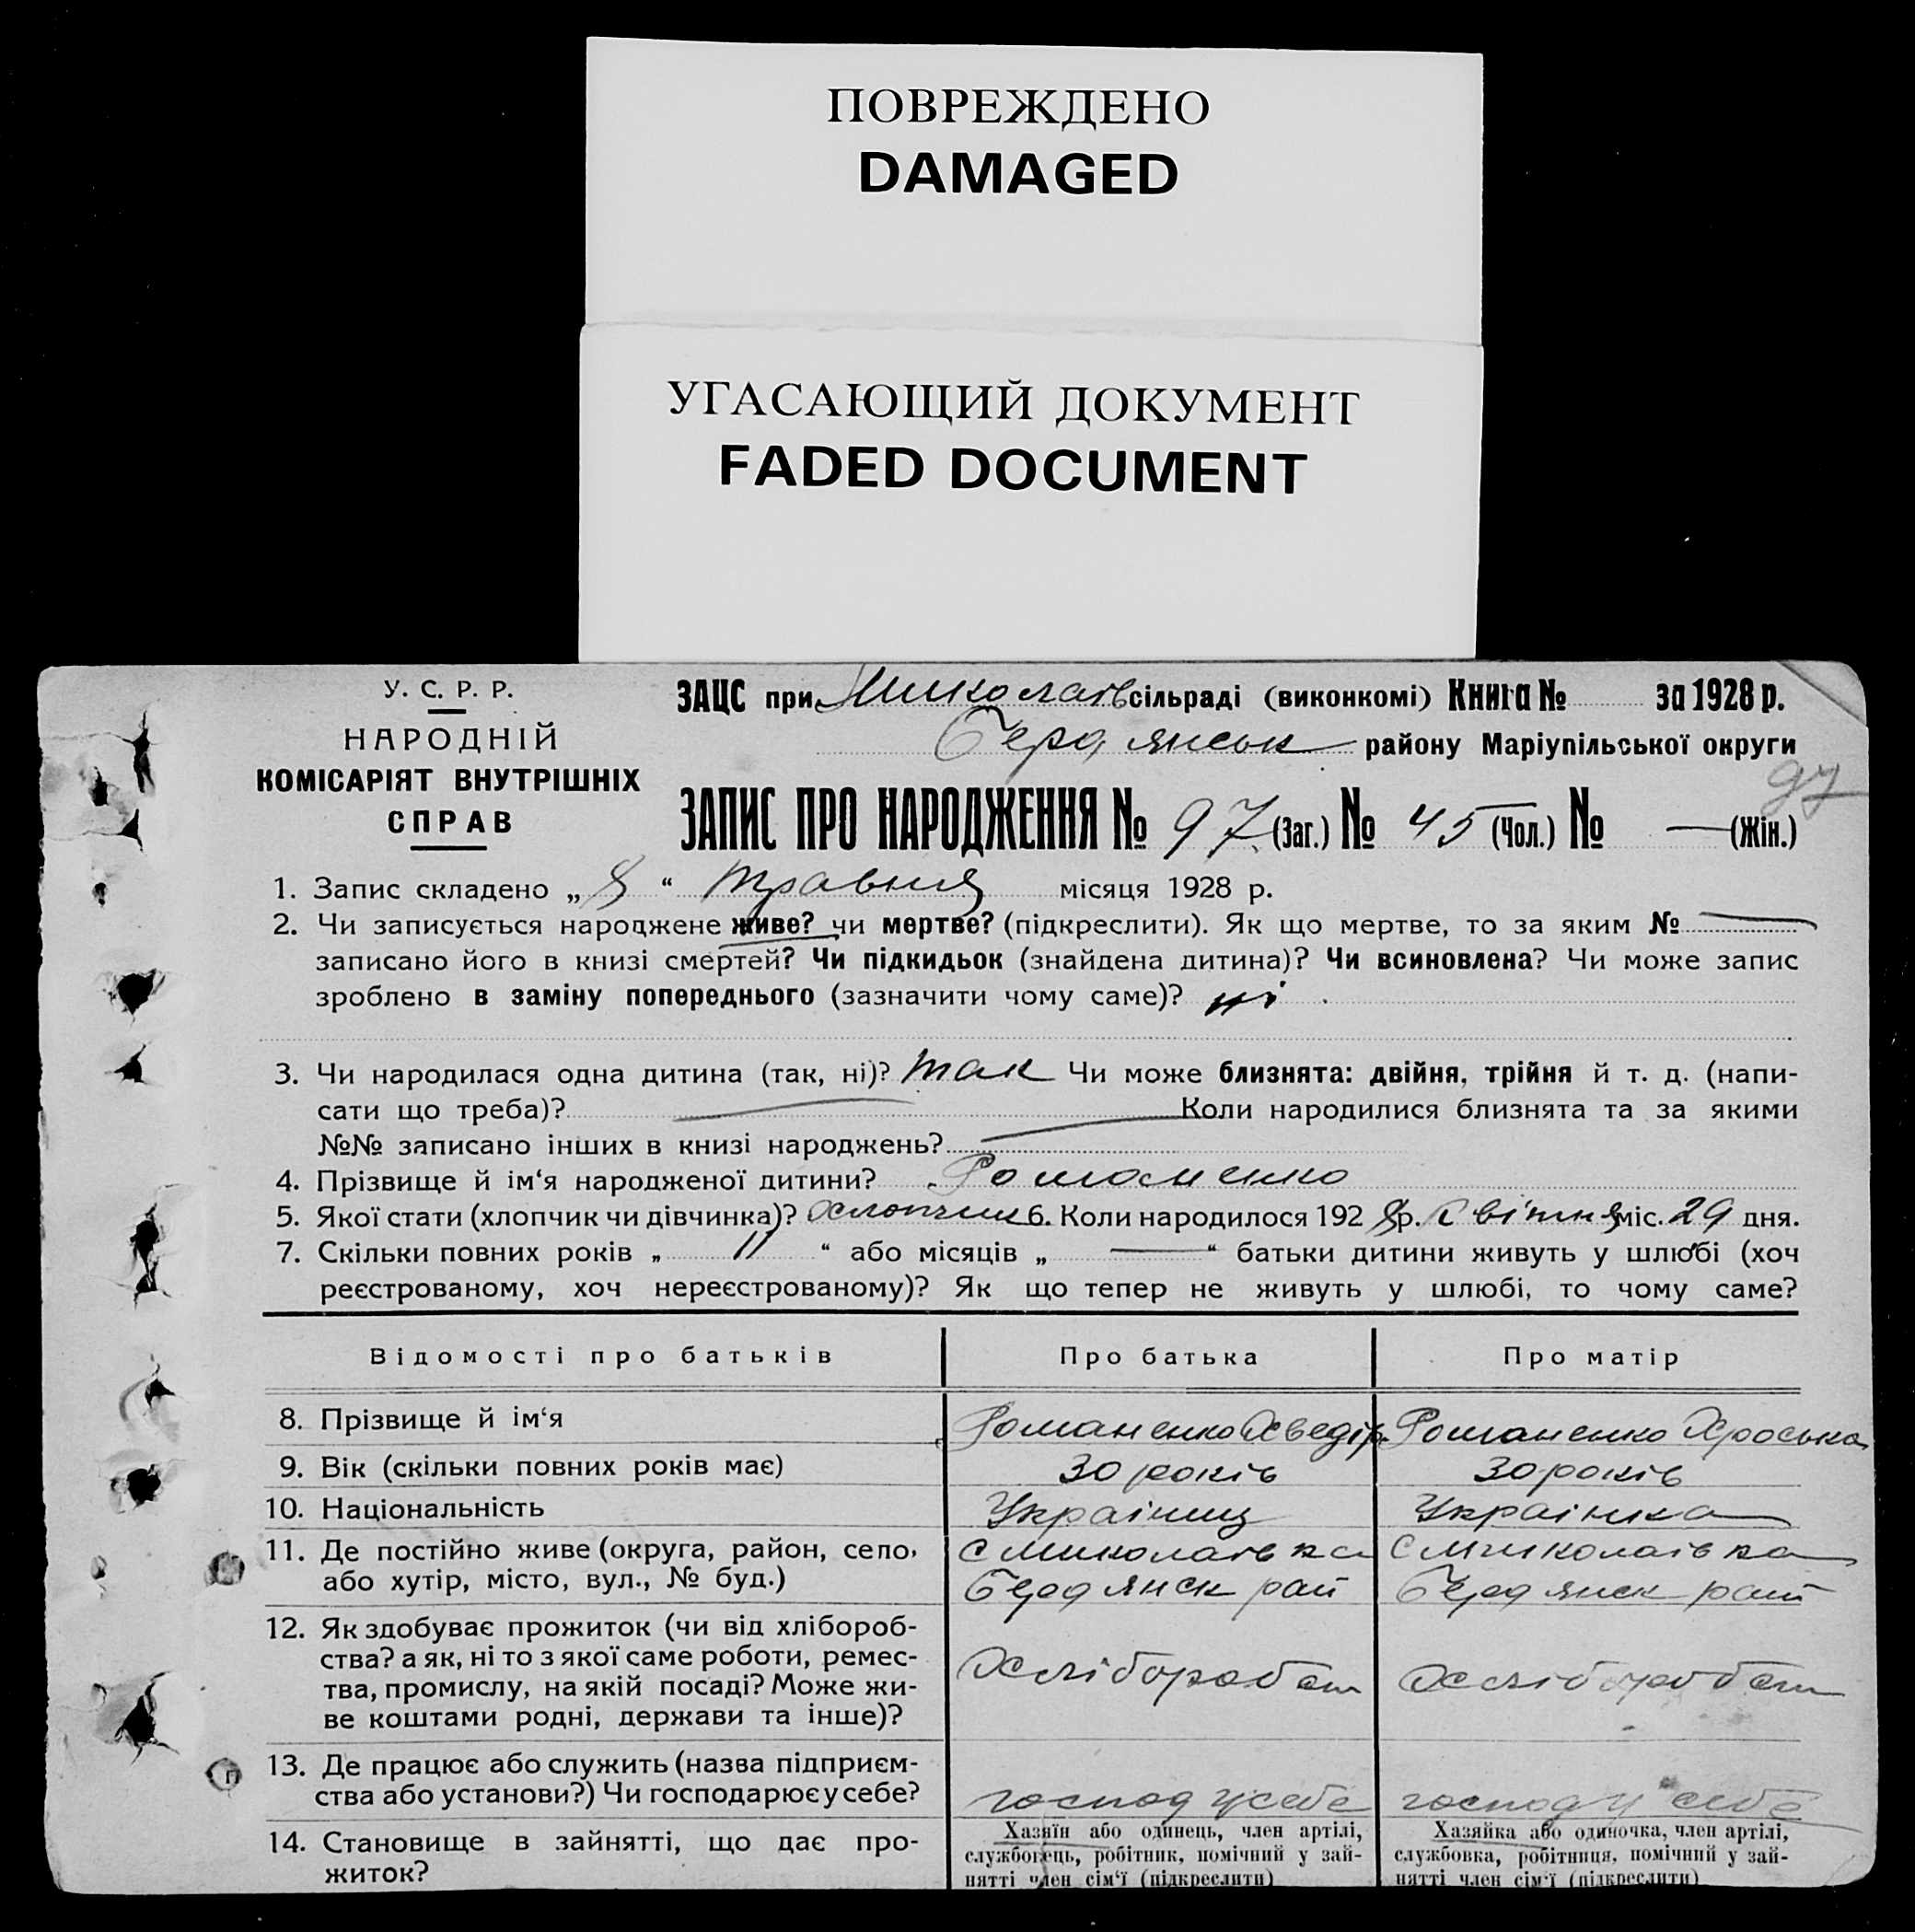 ПОВРЕЖДЕНО
DAMAGED
УГАСАЮЩИЙ ДОКУМЕНТ
FADED DOCUMENT
У. С. Р. Р.
НАРОДНІЙ
КОМІСАРІЯТ ВНУТРІШНІХ
СПРАВ
ЗАЦС при Миколаїв сільраді (виконкомі) Книга № за 1928 р.
Бердянськ району Маріупільської округи
97
ЗАПИС ПРО НАРОДЖЕННЯ № 97 (Заг.) № 45 (Чол.) № — (Жін.)
1. Запис складено „ 8 “ травня місяця 1928 р.
2. Чи записується народжене живе? чи мертве? (підкреслити). Як що мертве, то за яким № —
записано його в книзі смертей? Чи підкидьок (знайдена дитина)? Чи всиновлена? Чи може запис
зроблено в заміну попереднього (зазначити чому саме)? ні
3. Чи народилася одна дитина (так, ні)? так Чи може близнята: двійня, трійня й т. д. (напи-
сати що треба)? — Коли народилися близнята та за якими
№№ записано інших в книзі народжень? —
4. Прізвище й ім‘я народженої дитини? Романенко
5. Якої стати (хлопчик чи дівчинка)? Хлопчик 6. Коли народилося 192 8 р. Квітня міс. 29 дня.
7. Скільки повних років „ 11 “ або місяців „ — “ батьки дитини живуть у шлюбі (хоч
реєстрованому, хоч нереєстрованому)? Як що тепер не живуть у шлюбі, то чому саме?
Відомості про батьків Про батька Про матір
8. Прізвище й ім‘я Романенко Хведір Романенко Хроська
9. Вік (скільки повних років має) 30 років 30 років
10. Національність Украінец Украінка
11. Де постійно живе (округа, район, село, с Миколаівка с Миколаівка
або хутір, місто, вул., № буд.) Бердянск рай Бердянск рай
12. Як здобуває прожиток (чи від хлібороб-
ства? а як, ні то з якої саме роботи, ремес- Хлібороб Хлібороб
тва, промислу, на якій посаді? Може жи-
ве коштами родні, держави та інше)?
13. Де працює або служить (назва підприєм-
ства або установи?) Чи господарює у себе? господ у себе господ у себе
14. Становище в зайнятті, що дає про-
житок?
Хазяїн або одинець, член артілі,
службовець, робітник, помічний у зай-
нятті член сім‘ї (підкреслити)
Хазяйка або одиночка, член артілі,
службовка, робітниця, помічний у зай-
нятті член сім‘ї (підкреслити)